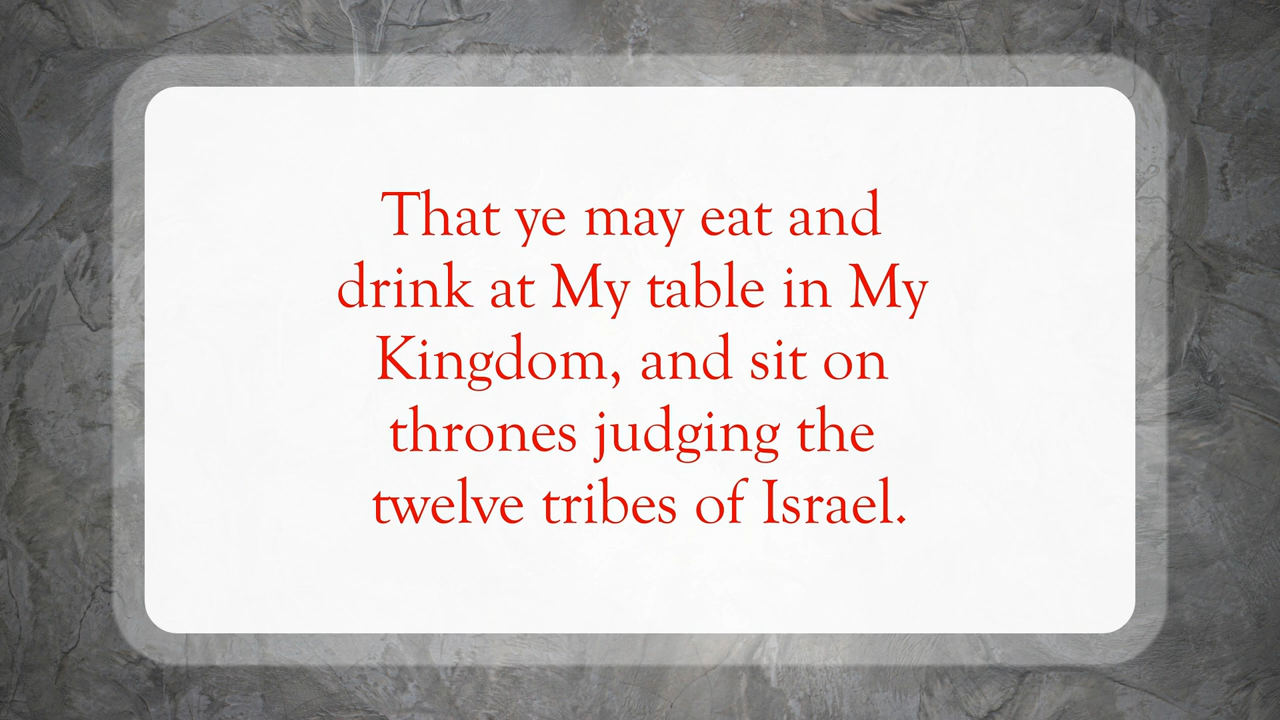 That ye may eat and
drink at My table in My
Kingdom, and sit on
thrones judging the
twelve tribes of Israel.